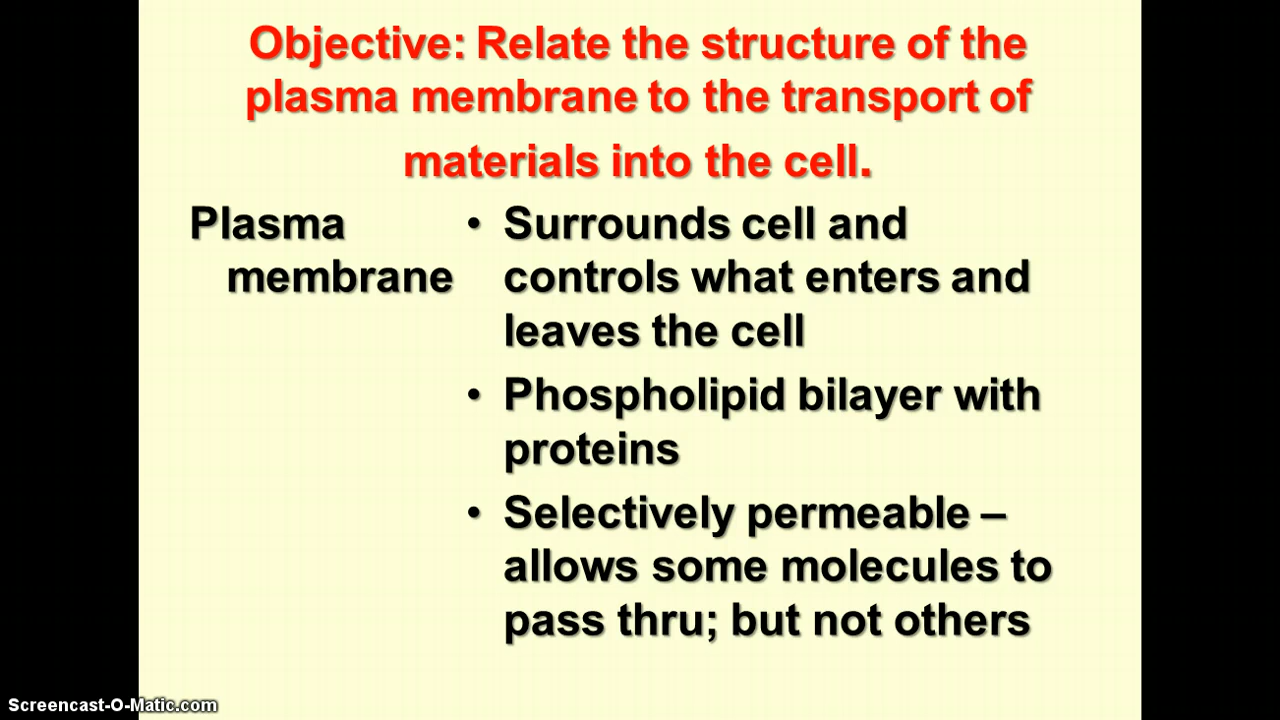 Objective: Relate the structure of the
plasma membrane to the transport of
materials into the cell.
Plasma
membrane
• Surrounds cell and
controls what enters and
leaves the cell
• Phospholipid bilayer with
proteins
• Selectively permeable –
allows some molecules to
pass thru; but not others
Screencast-O-Matic.com